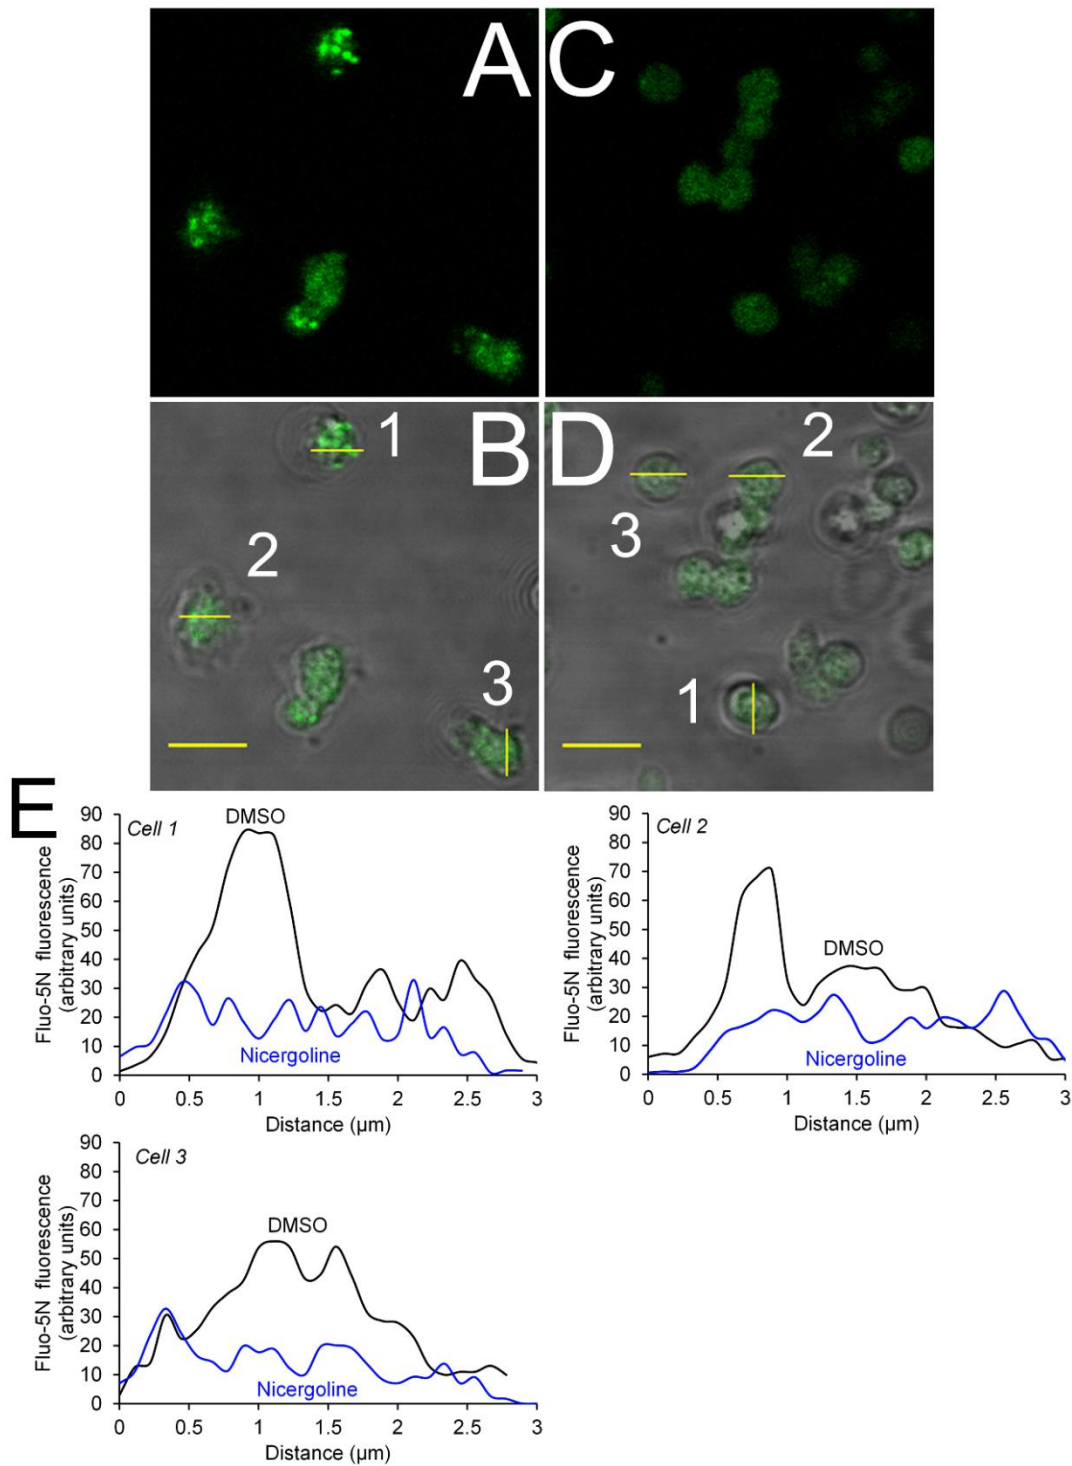 A
C
1
B
D
2
2
3
3
1
E
90
80
70
60
50
40
30
20
10
0
Fluo-5N fluorescence
(arbitrary units)
Cell 1
DMSO
Nicergoline
0 0.5 1 1.5 2 2.5 3
Distance (µm)
90
80
70
60
50
40
30
20
10
0
Fluo-5N fluorescence
(arbitrary units)
Cell 2
DMSO
Nicergoline
0 0.5 1 1.5 2 2.5 3
Distance (µm)
90
80
70
60
50
40
30
20
10
0
Fluo-5N fluorescence
(arbitrary units)
Cell 3
DMSO
Nicergoline
0 0.5 1 1.5 2 2.5 3
Distance (µm)